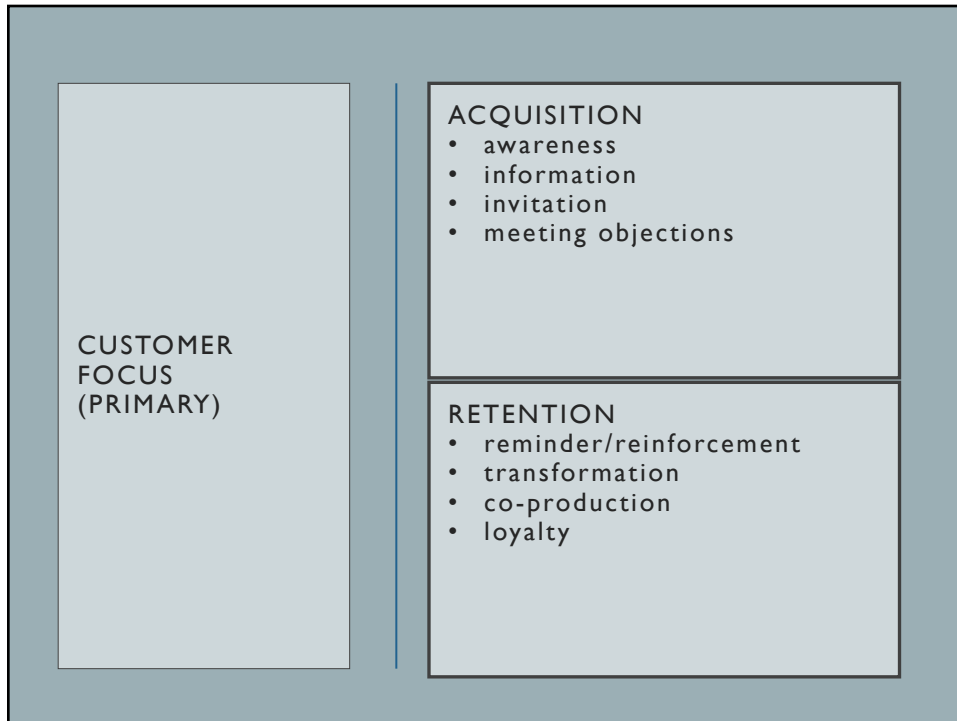 CUSTOMER
FOCUS
(PRIMARY)
ACQUISITION
• awareness
• information
• invitation
• meeting objections
RETENTION
• reminder/reinforcement
• transformation
• co-production
• loyalty